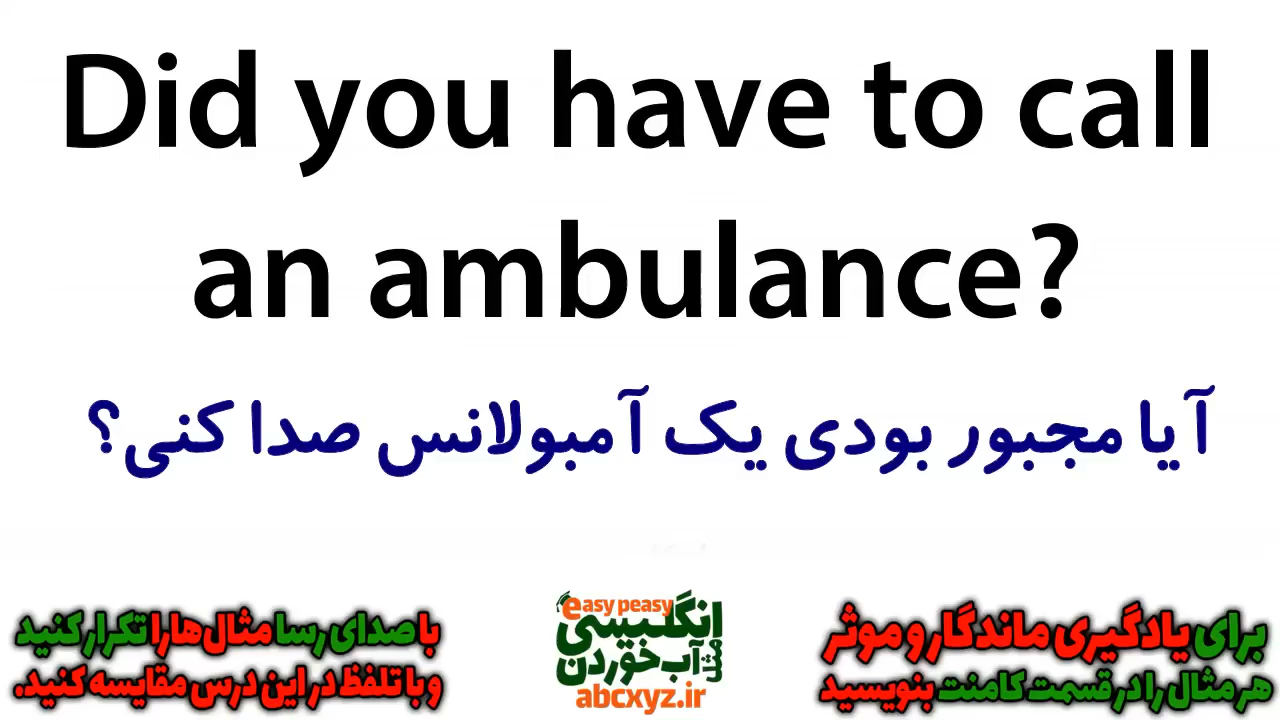 Did you have to call
an ambulance?
آیا مجبور بودی یک آمبولانس صدا کنی؟
برای یادگیری ماندگار و موثر
هر مثال را در قسمت کامنت بنویسید
easy peasy
انگلیسی
مثل آب خوردن
abcxyz.ir
با صدای رسا مثال‌ها را تکرار کنید
و با تلفظ در این درس مقایسه کنید.